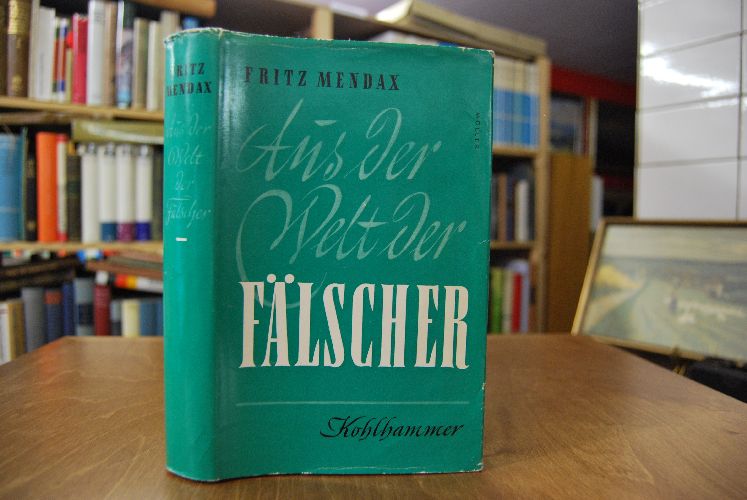 FRITZ
MENDAX
Aus der
Welt
der
Fälscher
FRITZ MENDAX
Aus der
Welt der
FÄLSCHER
Kohlhammer